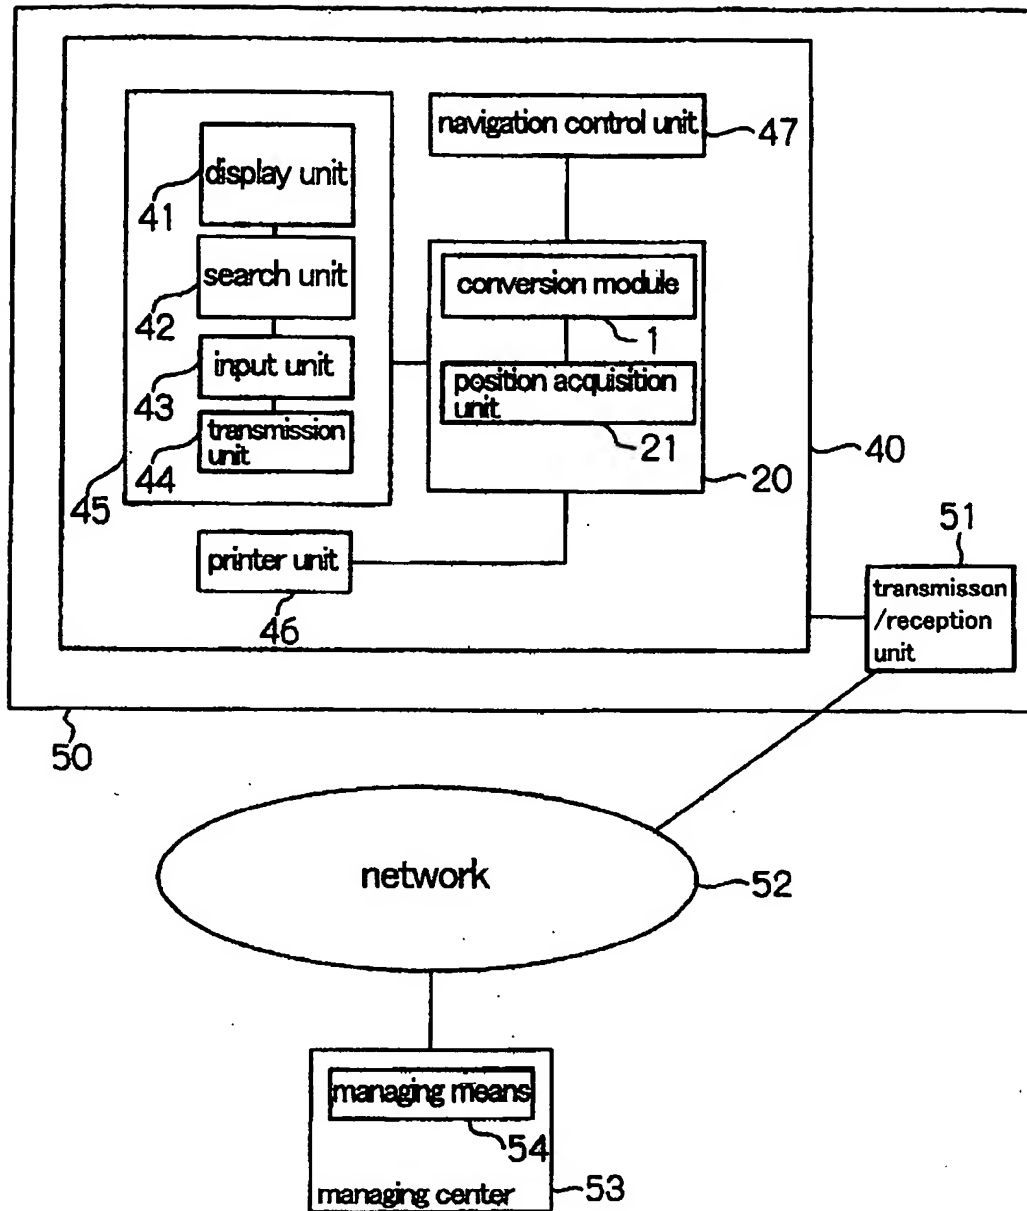 navigation control unit
47
display unit
41
search unit
42
conversion module
1
input unit
43
position acquisition
unit
21
transmission
unit
44
45
20
40
printer unit
46
51
transmisson
/reception
unit
50
network
52
managing means
54
managing center
53